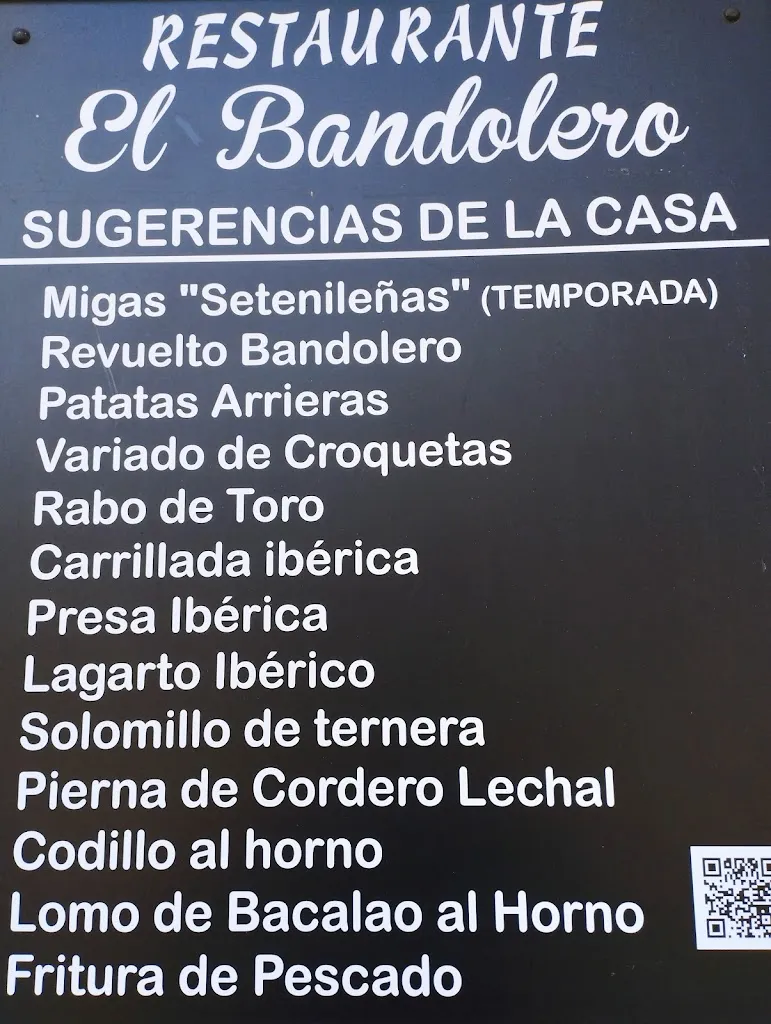 RESTAURANTE
El Bandolero
SUGERENCIAS DE LA CASA
Migas "Setenileñas" (TEMPORADA)
Revuelto Bandolero
Patatas Arrieras
Variado de Croquetas
Rabo de Toro
Carrillada ibérica
Presa Ibérica
Lagarto Ibérico
Solomillo de ternera
Pierna de Cordero Lechal
Codillo al horno
Lomo de Bacalao al Horno
Fritura de Pescado